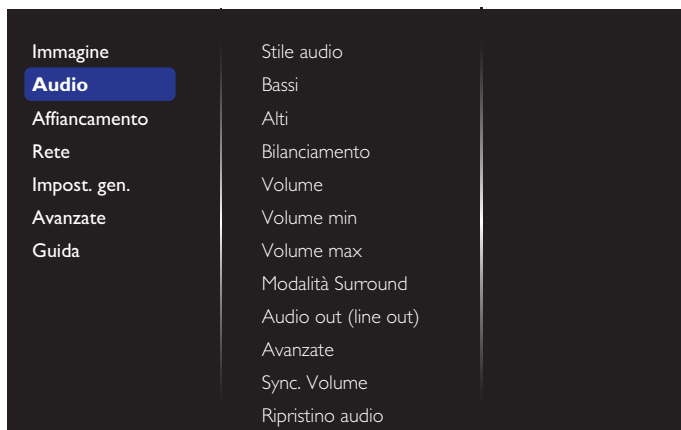 Immagine
Audio
Affiancamento
Rete
Impost. gen.
Avanzate
Guida
Stile audio
Bassi
Alti
Bilanciamento
Volume
Volume min
Volume max
Modalità Surround
Audio out (line out)
Avanzate
Sync. Volume
Ripristino audio